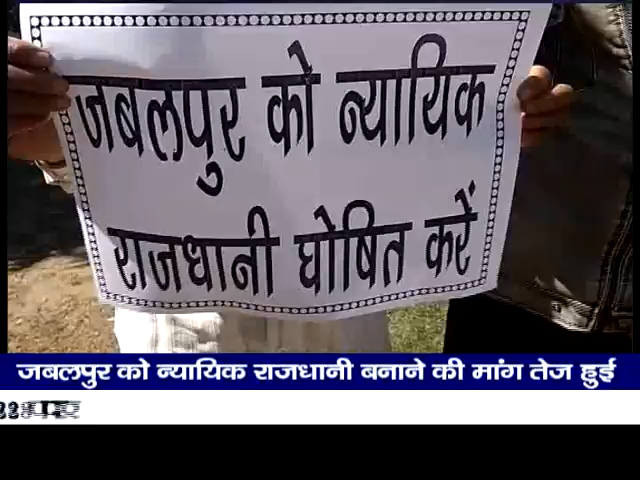 जबलपुर को न्यायिक
राजधानी घोषित करें
जबलपुर को न्यायिक राजधानी बनाने की मांग तेज हुई